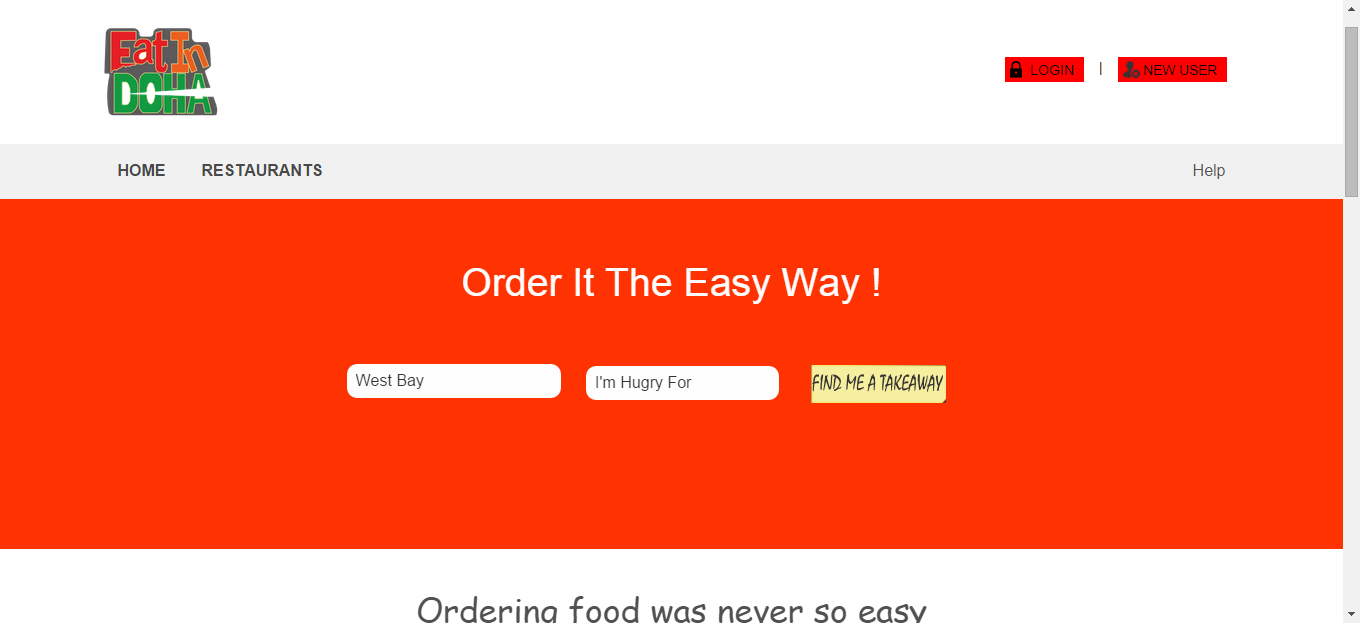 Eat In
DOHA
LOGIN | NEW USER
HOME RESTAURANTS Help
Order It The Easy Way !
West Bay I'm Hugry For FIND ME A TAKEAWAY
Ordering food was never so easy